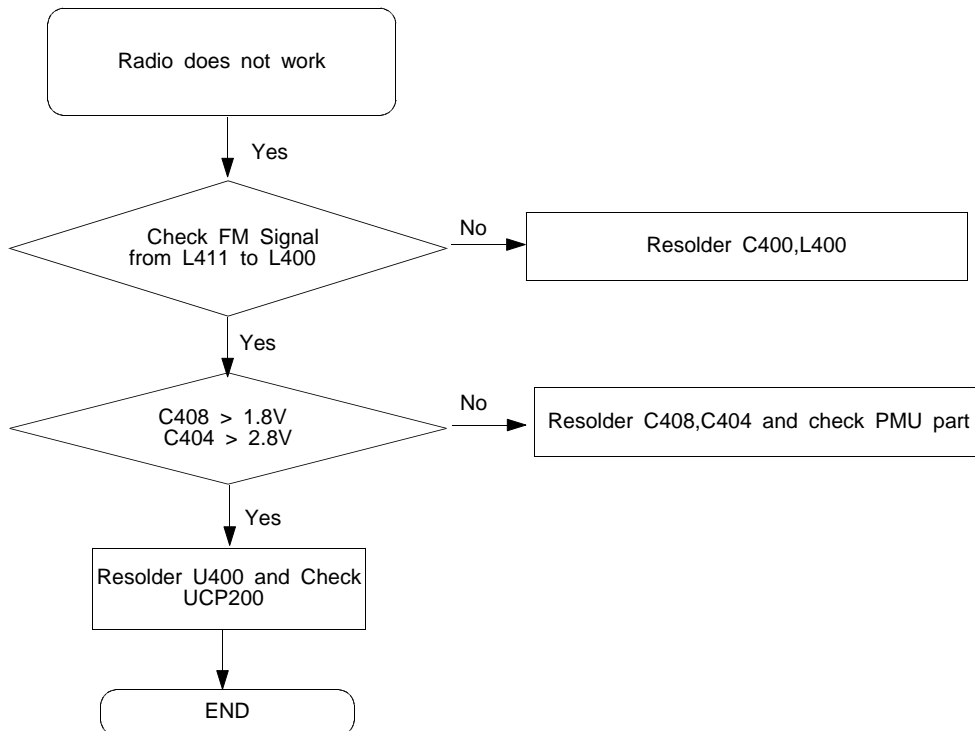 Radio does not work
Yes
Check FM Signal
from L411 to L400
No
Resolder C400,L400
Yes
C408 > 1.8V
C404 > 2.8V
No
Resolder C408,C404 and check PMU part
Yes
Resolder U400 and Check
UCP200
END